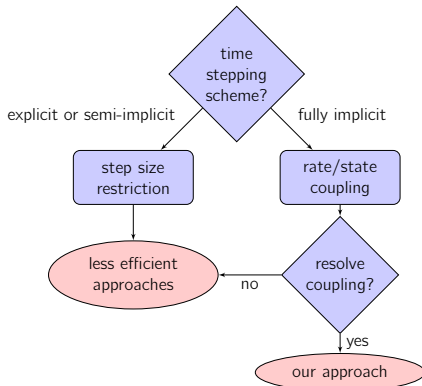 time
stepping
scheme?
explicit or semi-implicit
fully implicit
step size
restriction
rate/state
coupling
less efficient
approaches
resolve
coupling?
no
yes
our approach